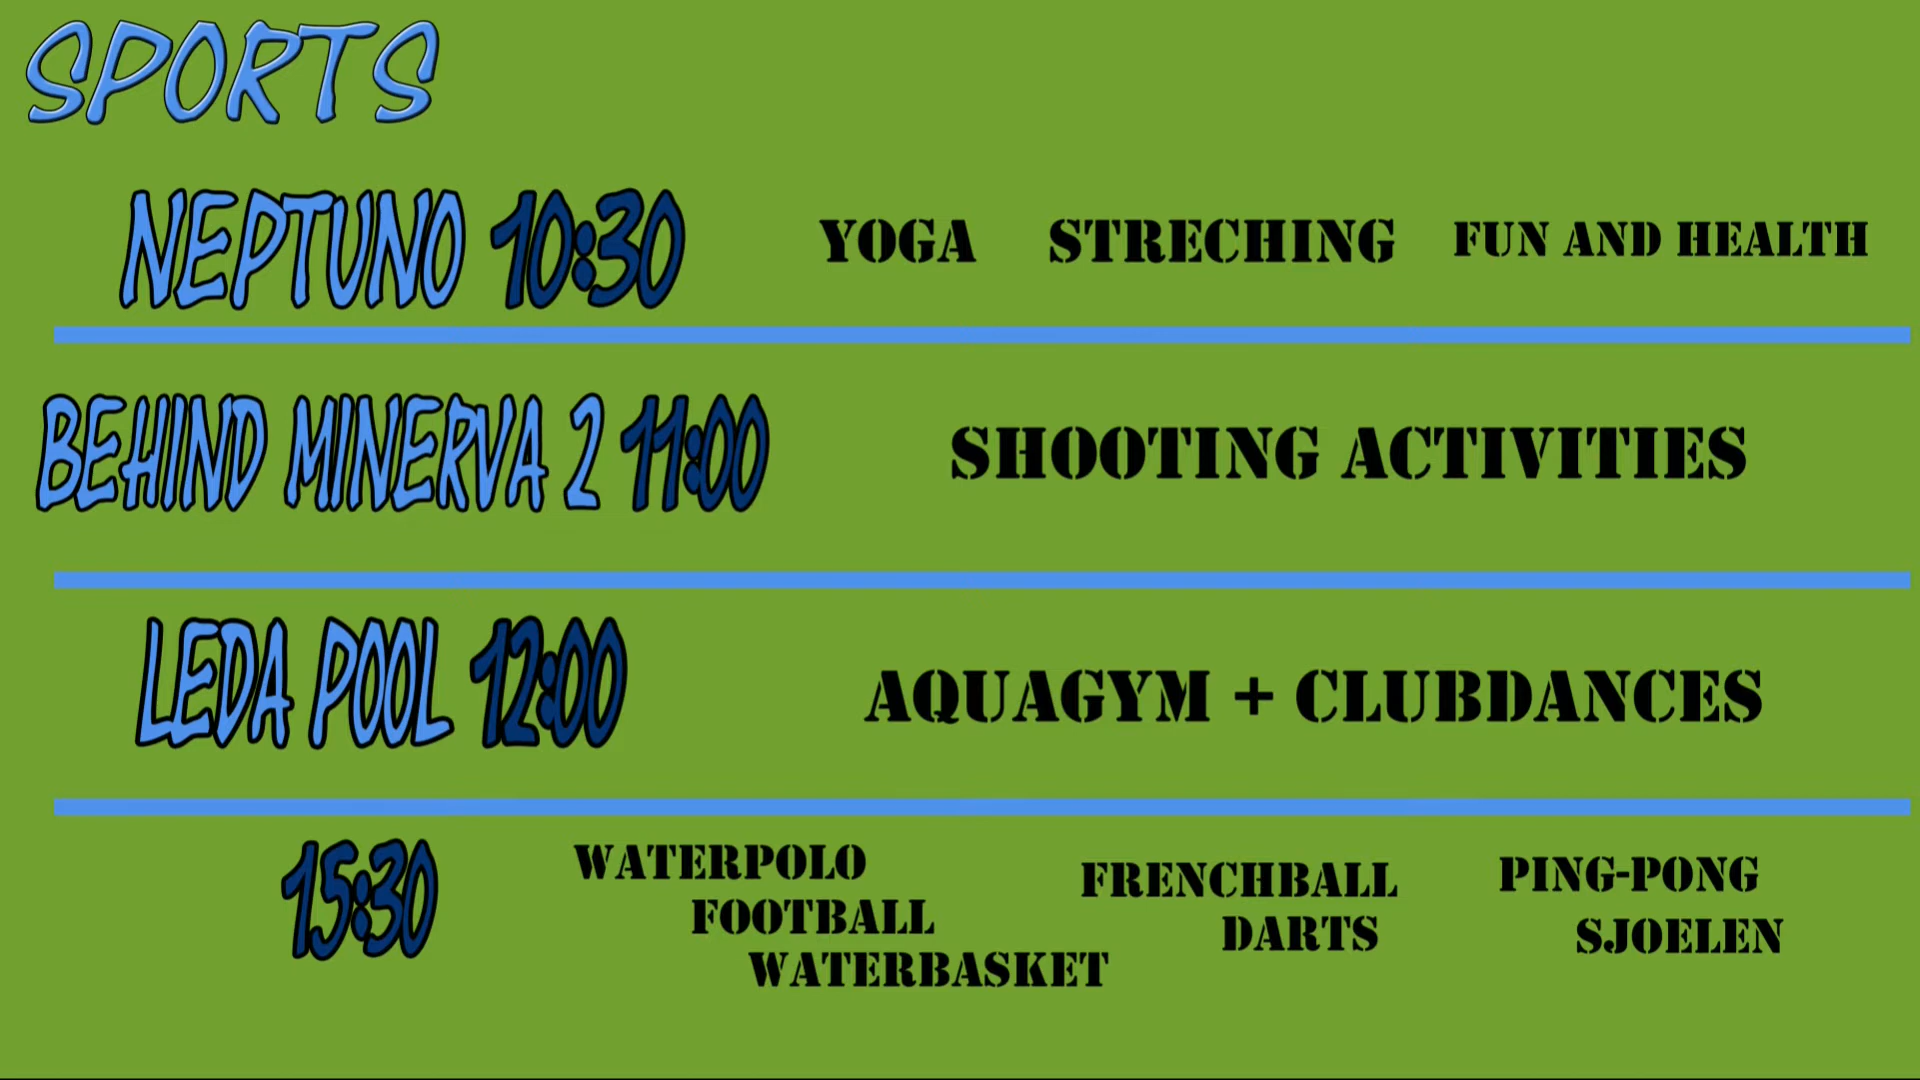 SPORTS
NEPTUNO 10:30 YOGA STRECHING FUN AND HEALTH
BEHIND MINERVA 2 11:00 SHOOTING ACTIVITIES
LEDA POOL 12:00 AQUAGYM + CLUBDANCES
15:30
WATERPOLO
FOOTBALL
WATERBASKET
FRENCHBALL
DARTS
PING-PONG
SJOELEN